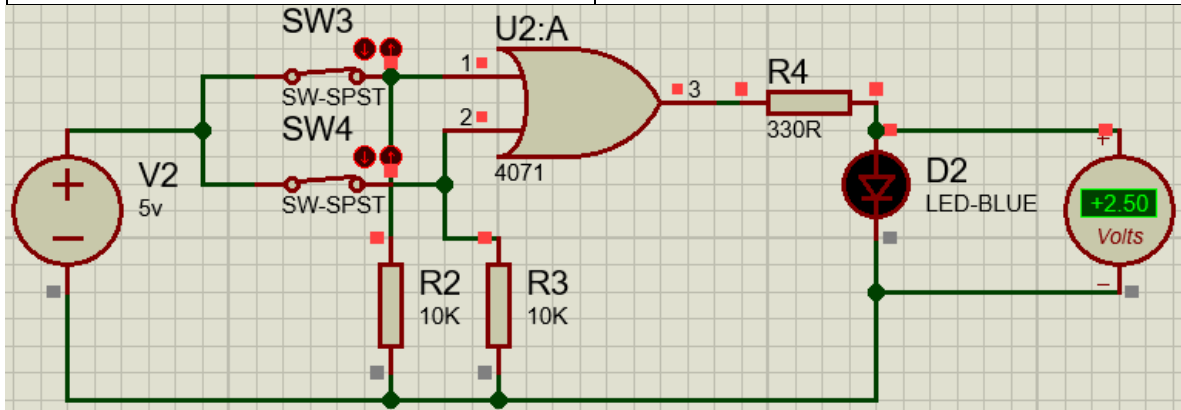 SW3
SW-SPST
SW4
SW-SPST
V2
5v
U2:A
1
2
3
4071
R4
330R
D2
LED-BLUE
+2.50
Volts
R2
10K
R3
10K